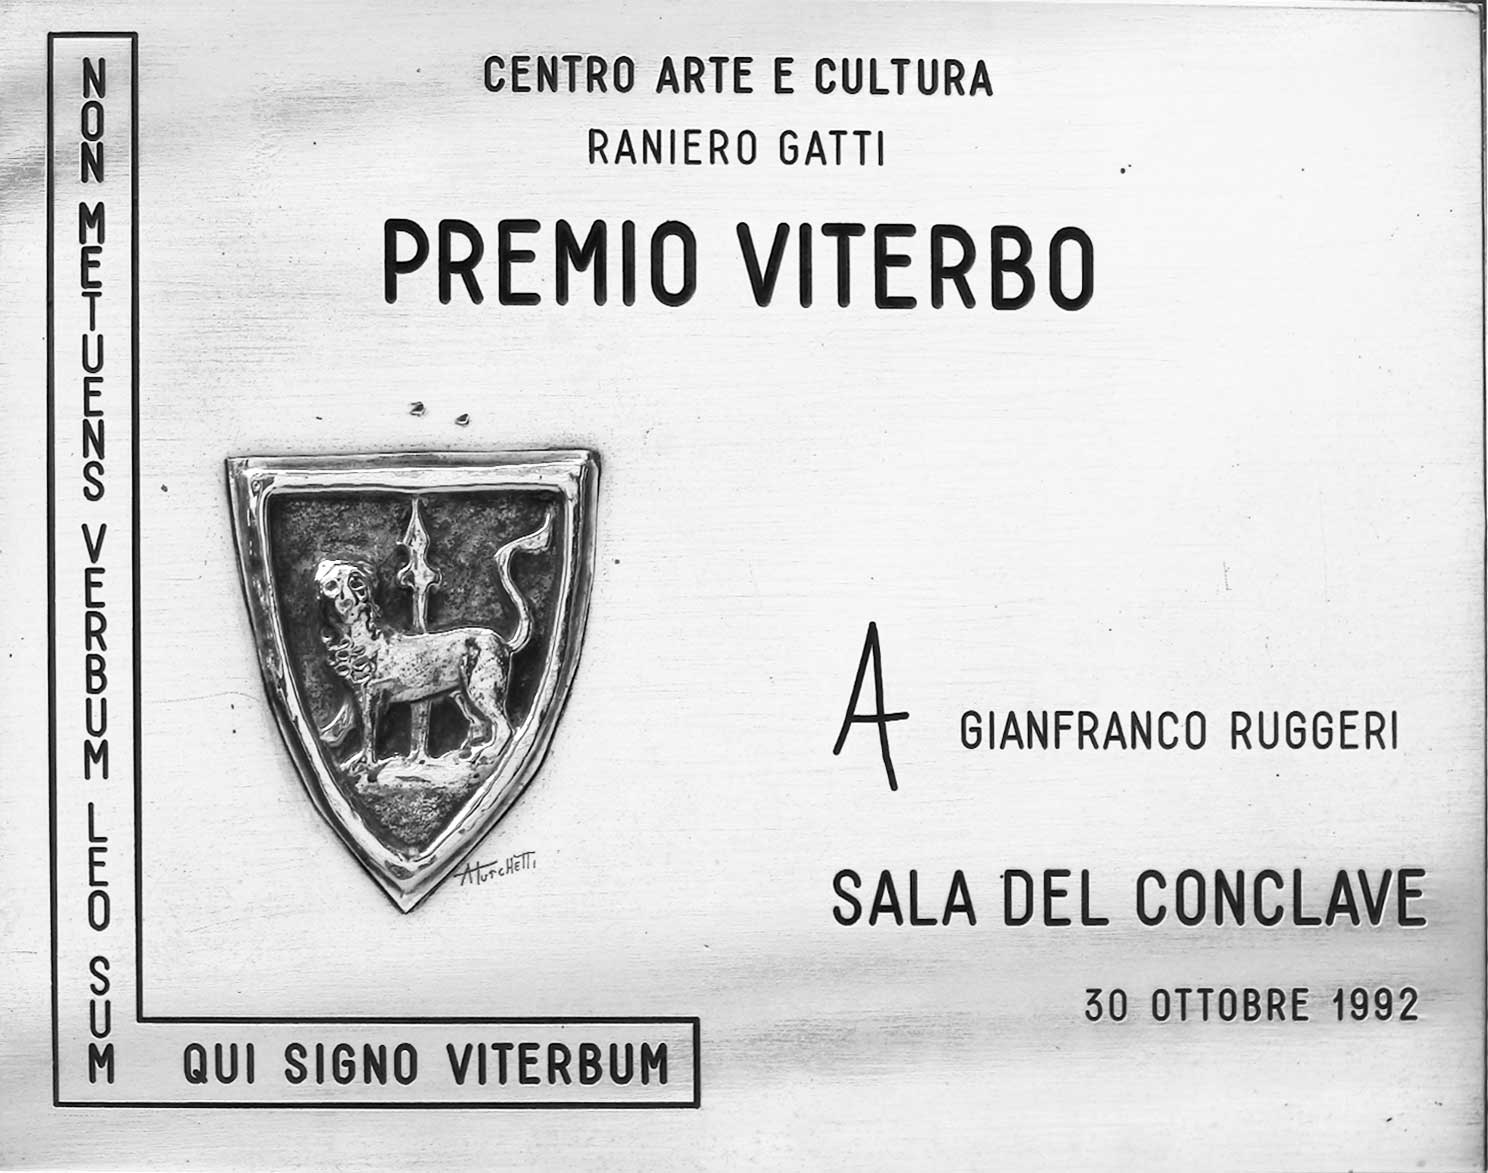 CENTRO ARTE E CULTURA
RANIERO GATTI
PREMIO VITERBO
NON METUENS VERBUM LEO SUM
QUI SIGNO VITERBUM
A Turchetti
A GIANFRANCO RUGGERI
SALA DEL CONCLAVE
30 OTTOBRE 1992